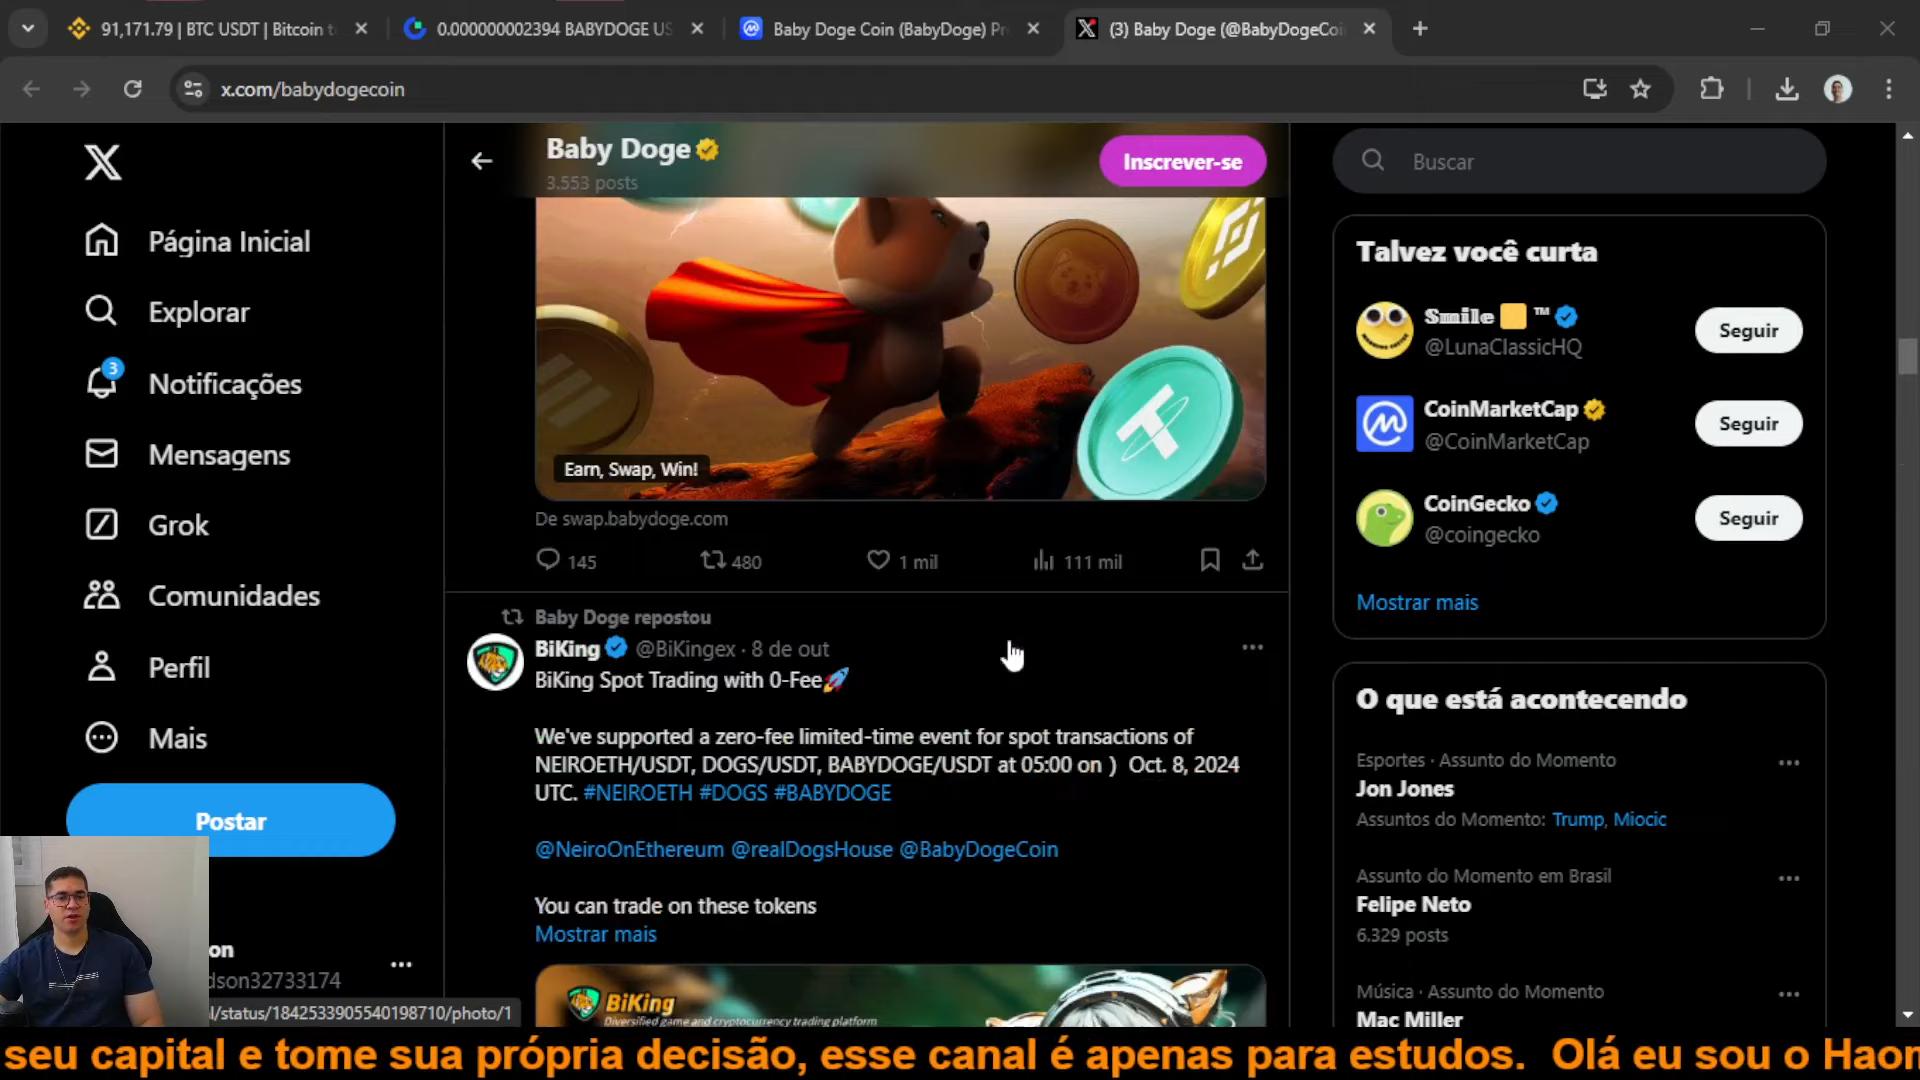 91,171.79 | BTC USDT | Bitcoin t
0.000000002394 BABYDOGE US
Baby Doge Coin (BabyDoge) Pr
(3) Baby Doge (@BabyDogeCoi
x.com/babydogecoin
Página Inicial
Explorar
3
Notificações
Mensagens
Grok
Comunidades
Perfil
Mais
Postar
on
dson32733174
l/status/1842533905540198710/photo/1
Baby Doge
3.553 posts
Inscrever-se
Earn, Swap, Win!
De swap.babydoge.com
145
480
1 mil
111 mil
Baby Doge repostou
BiKing @BiKingex · 8 de out
BiKing Spot Trading with 0-Fee🚀
We've supported a zero-fee limited-time event for spot transactions of
NEIROETH/USDT, DOGS/USDT, BABYDOGE/USDT at 05:00 on ) Oct. 8, 2024
UTC. #NEIROETH #DOGS #BABYDOGE
@NeiroOnEthereum @realDogsHouse @BabyDogeCoin
You can trade on these tokens
Mostrar mais
BiKing
Diversified game and cryptocurrency trading platform
Buscar
Talvez você curta
𝕊𝕞𝕚𝕝𝕖 🟨 ™
@LunaClassicHQ
Seguir
CoinMarketCap
@CoinMarketCap
Seguir
CoinGecko
@coingecko
Seguir
Mostrar mais
O que está acontecendo
Esportes · Assunto do Momento
Jon Jones
Assuntos do Momento: Trump, Miocic
Assunto do Momento em Brasil
Felipe Neto
6.329 posts
Música · Assunto do Momento
Mac Miller
seu capital e tome sua própria decisão, esse canal é apenas para estudos. Olá eu sou o Haon